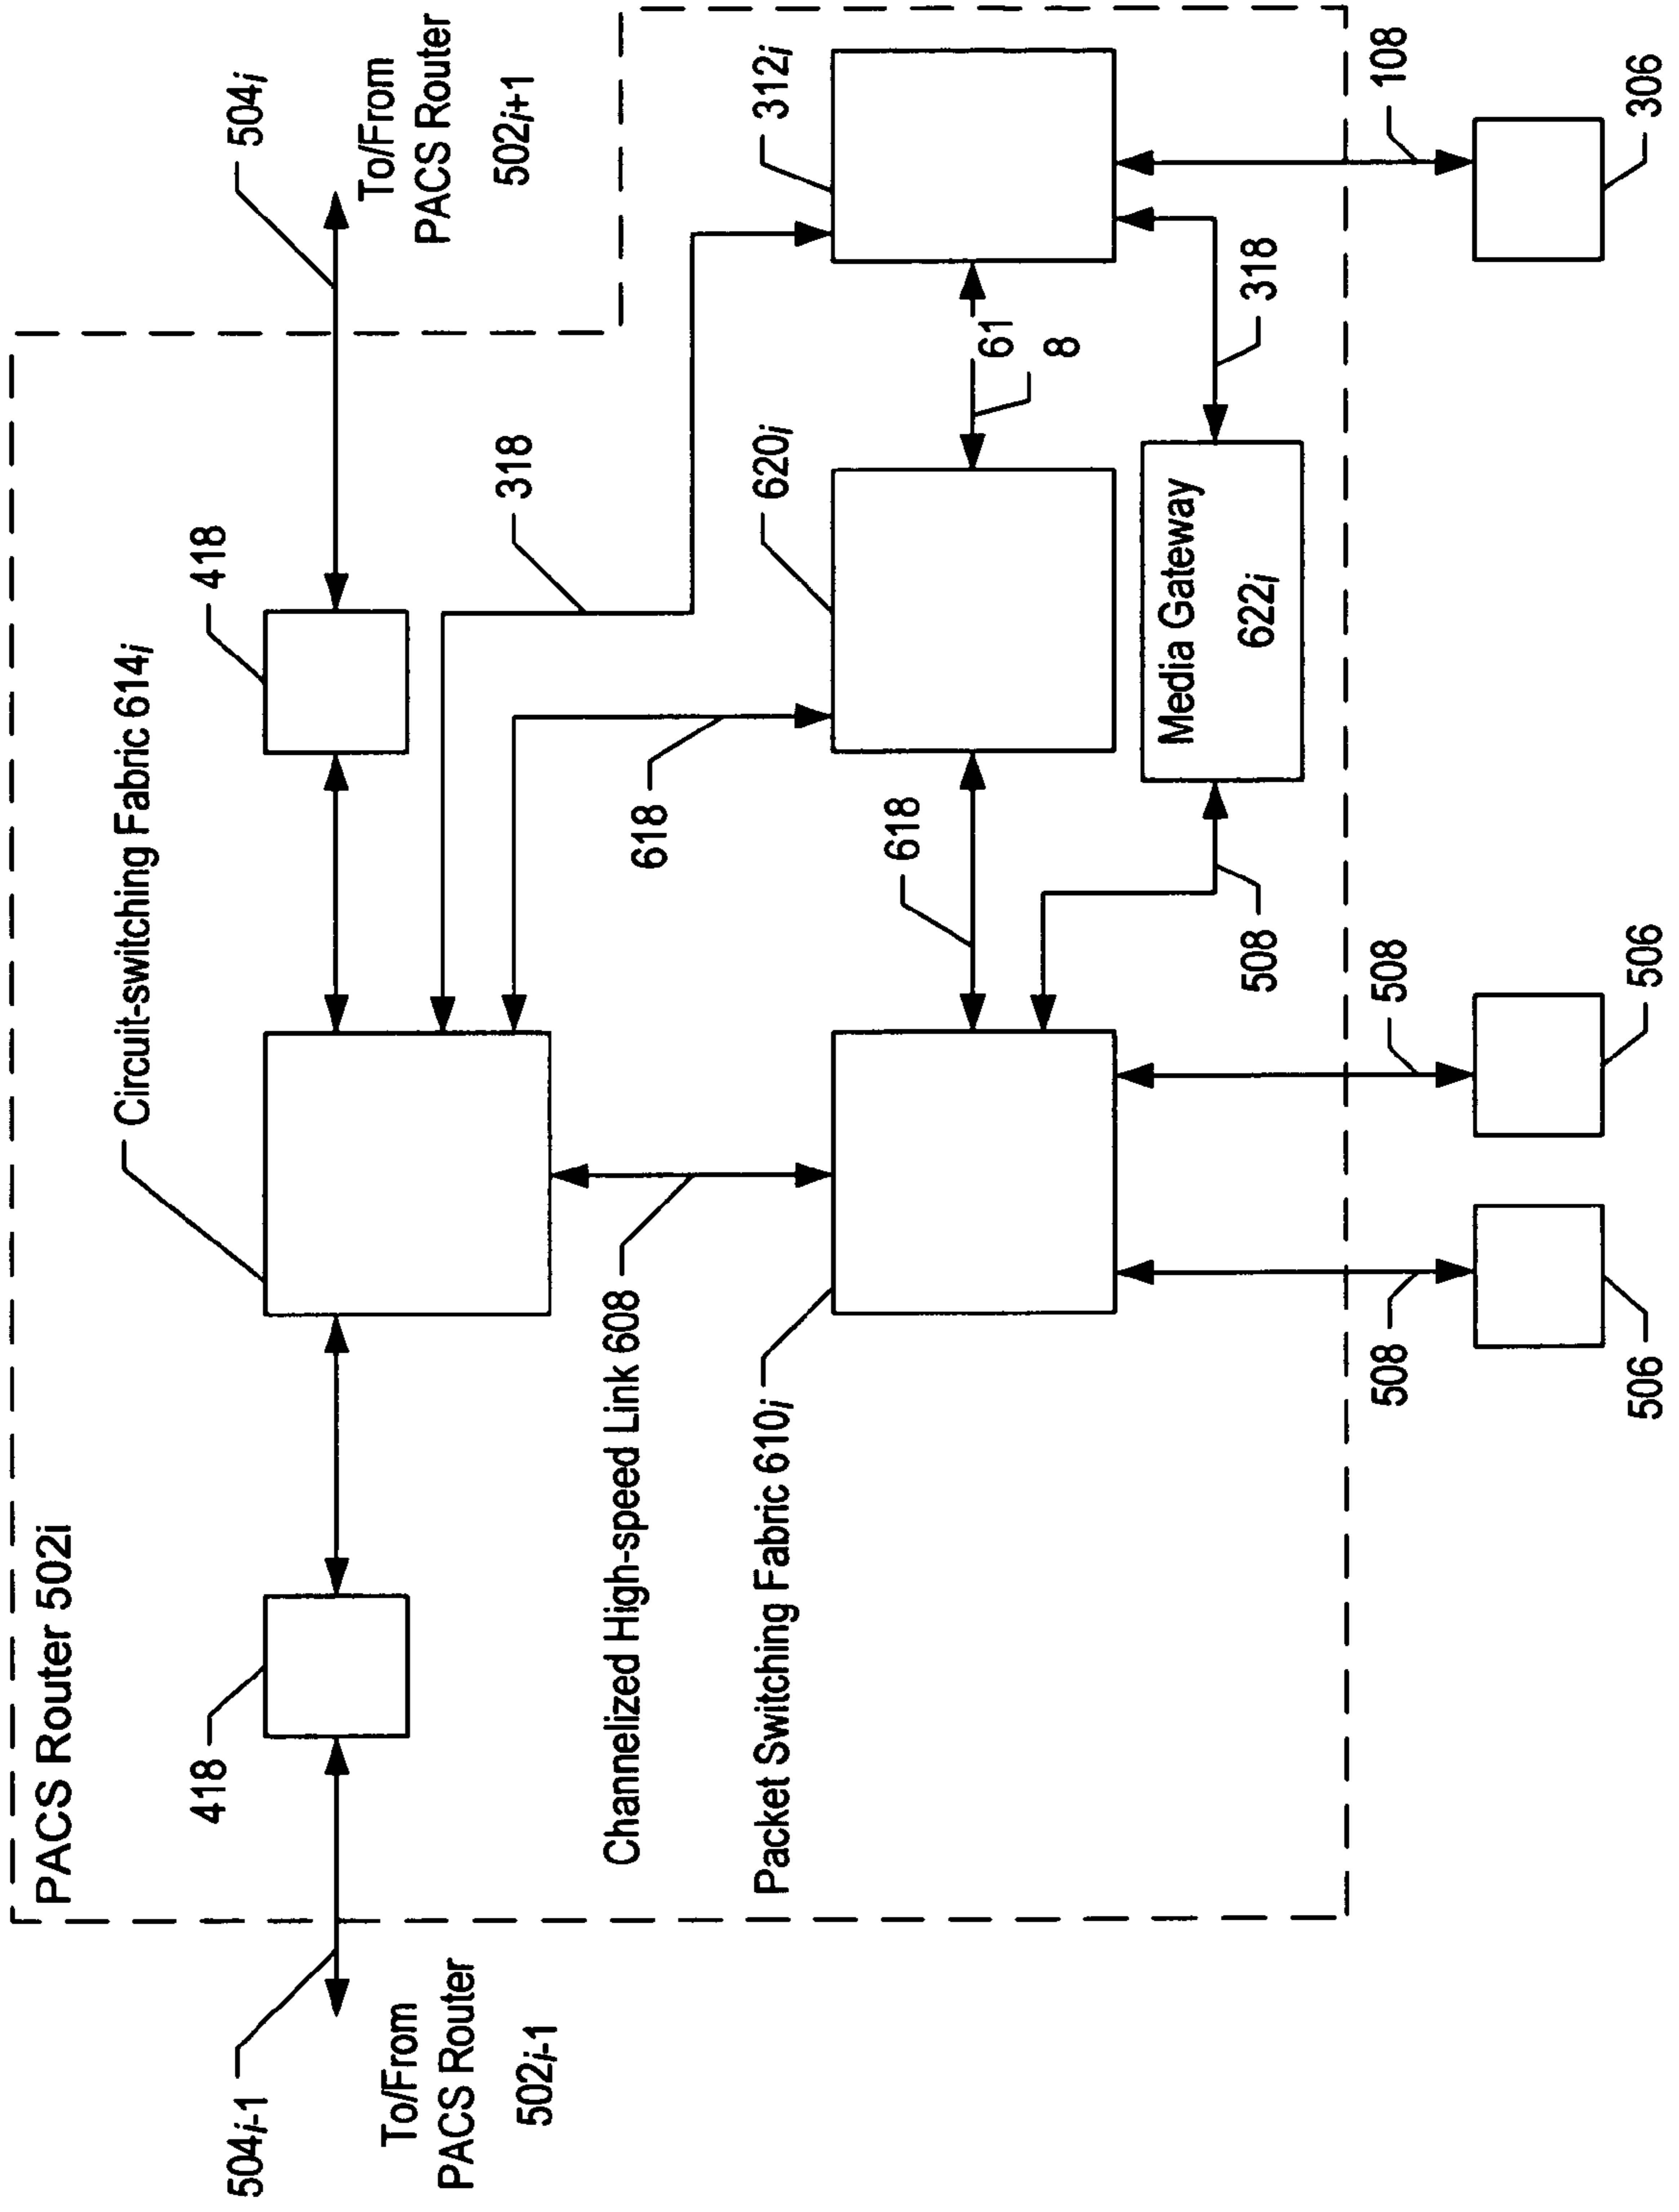 PACS Router 502i
504i-1
To/From
PACS Router
502i-1
418
Circuit-switching Fabric 614i
418
504i
To/From
PACS Router
502i+1
318
618
Channelized High-speed Link 608
Packet Switching Fabric 610i
618
620i
61
8
312i
508
Media Gateway
622i
318
508
506
508
506
108
306